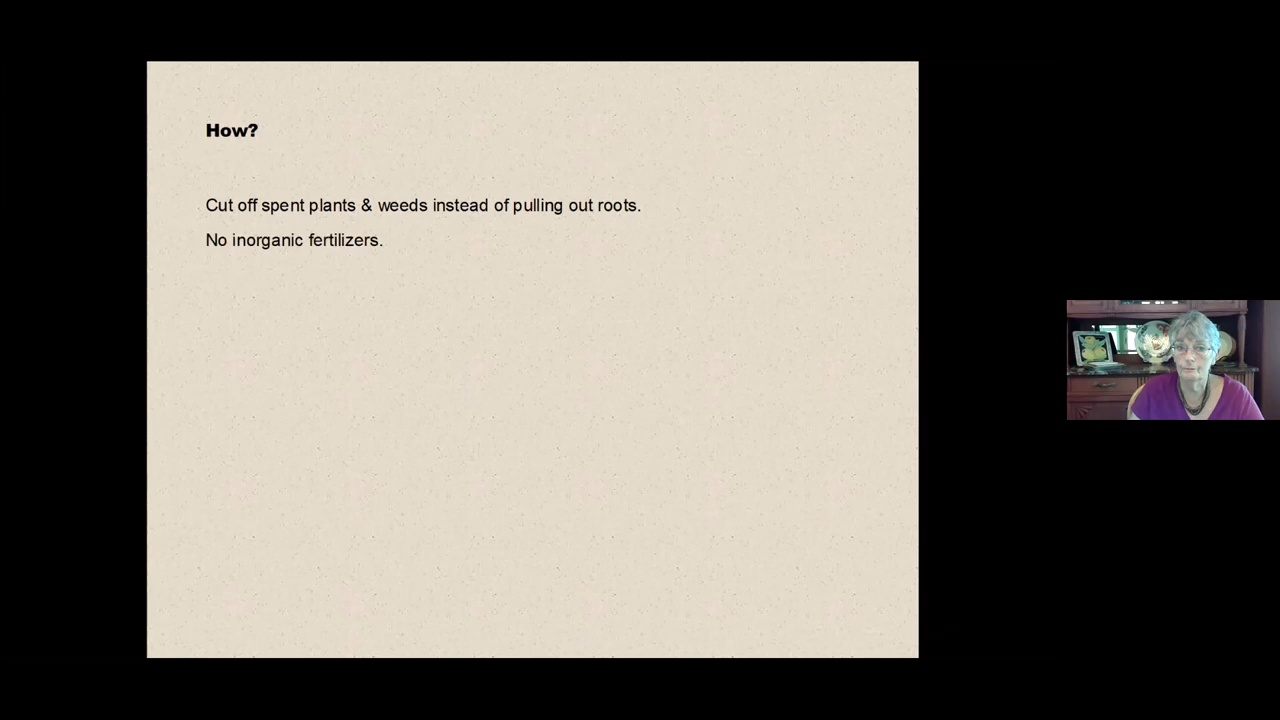 How?
Cut off spent plants & weeds instead of pulling out roots.
No inorganic fertilizers.